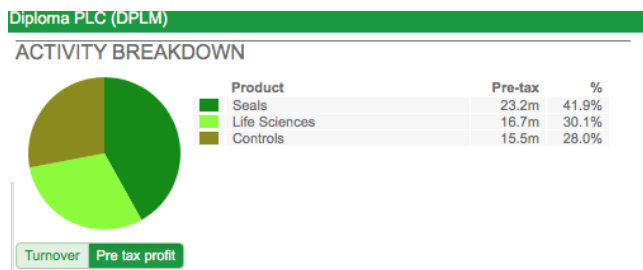 Diploma PLC (DPLM)
ACTIVITY BREAKDOWN
Product Pre-tax %
Seals 23.2m 41.9%
Life Sciences 16.7m 30.1%
Controls 15.5m 28.0%
Turnover Pre tax profit